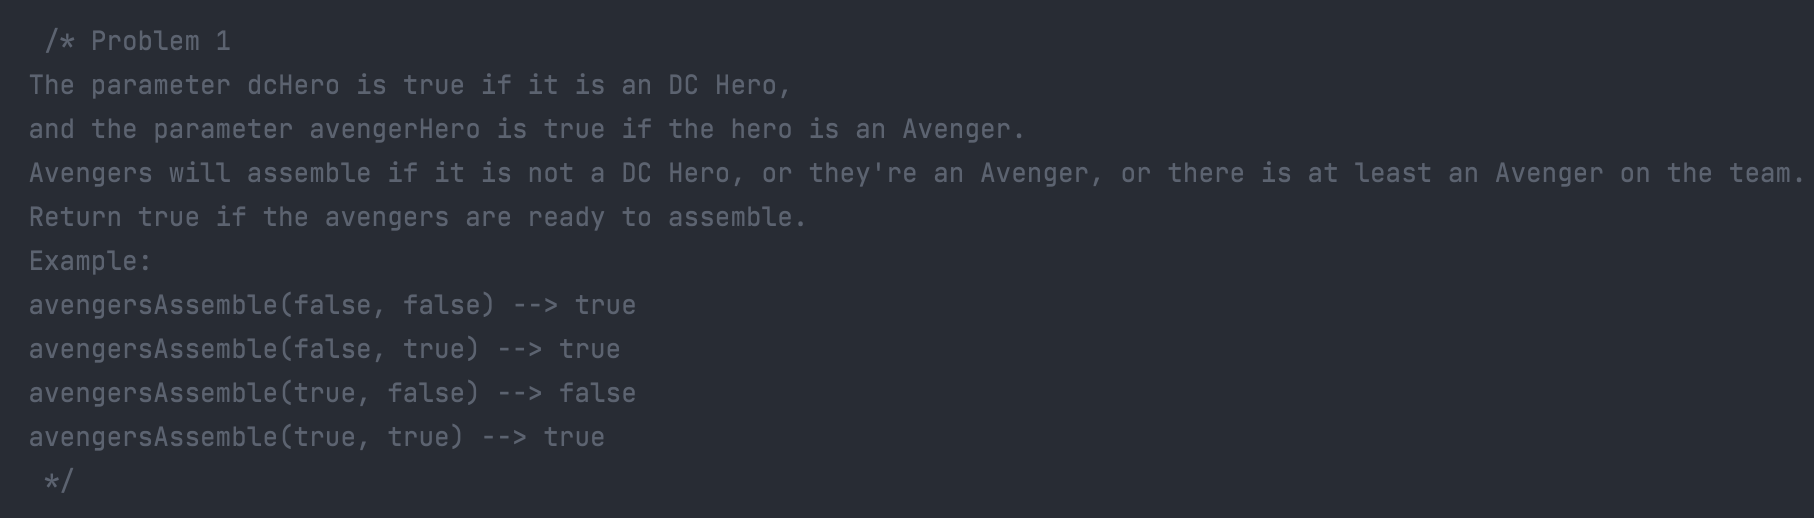 /* Problem 1
The parameter dcHero is true if it is an DC Hero,
and the parameter avengerHero is true if the hero is an Avenger.
Avengers will assemble if it is not a DC Hero, or they're an Avenger, or there is at least an Avenger on the team.
Return true if the avengers are ready to assemble.
Example:
avengersAssemble(false, false) --> true
avengersAssemble(false, true) --> true
avengersAssemble(true, false) --> false
avengersAssemble(true, true) --> true
*/